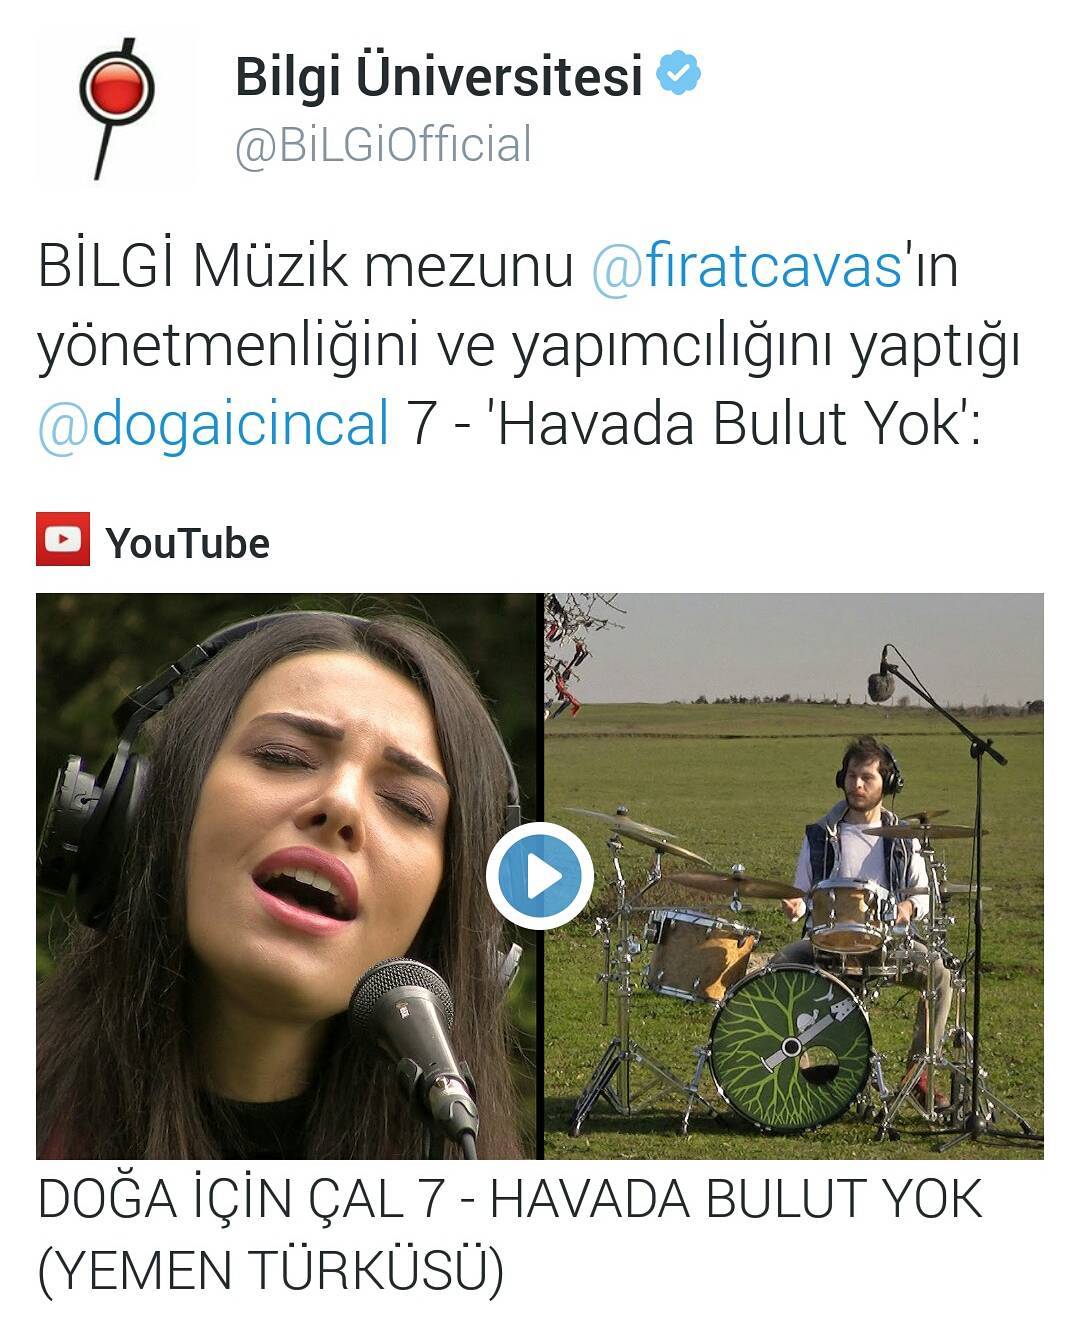 Bilgi Üniversitesi
@BiLGiOfficial
BİLGİ Müzik mezunu @firatcavas'ın
yönetmenliğini ve yapımcılığını yaptığı
@dogaicincal 7 - 'Havada Bulut Yok':
YouTube
DOĞA İÇİN ÇAL 7 - HAVADA BULUT YOK
(YEMEN TÜRKÜSÜ)